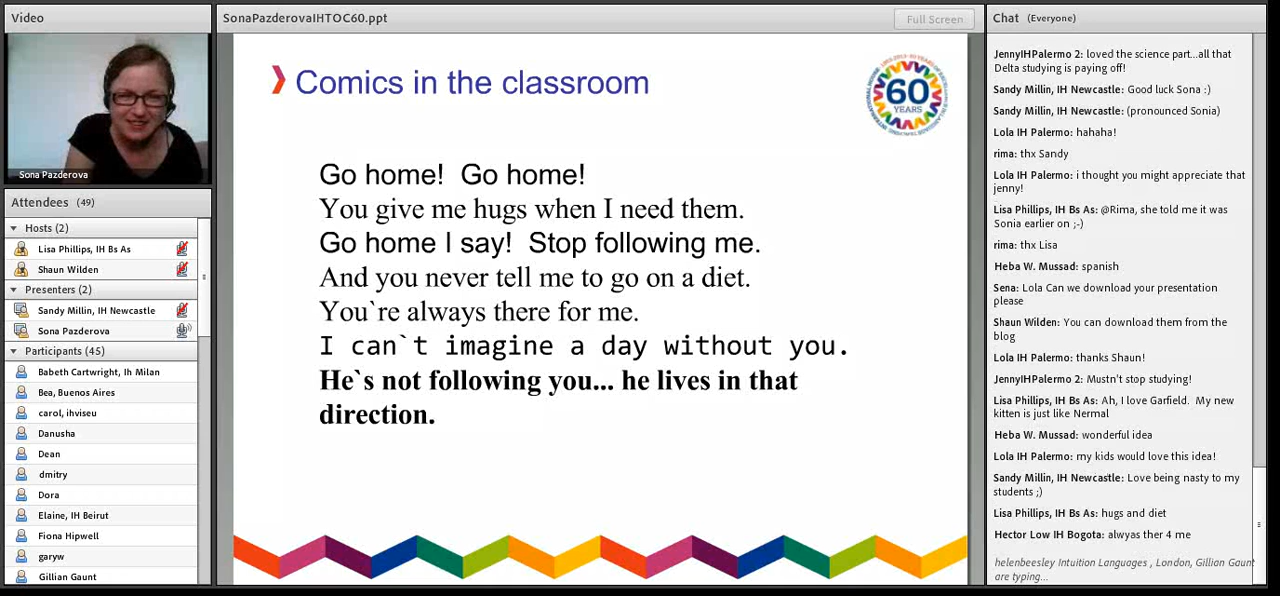 Video
Sona Pazderova
Attendees (49)
Hosts (2)
Lisa Phillips, IH Bs As
Shaun Wilden
Presenters (2)
Sandy Millin, IH Newcastle
Sona Pazderova
Participants (45)
Babeth Cartwright, Ih Milan
Bea, Buenos Aires
carol, ihviseu
Danusha
Dean
dmitry
Dora
Elaine, IH Beirut
Fiona Hipwell
garyw
Gillian Gaunt
SonaPazderovaIHTOC60.ppt
Full Screen
Comics in the classroom
60
YEARS
Go home!  Go home!
You give me hugs when I need them.
Go home I say!  Stop following me.
And you never tell me to go on a diet.
You`re always there for me.
I can`t imagine a day without you.
He`s not following you... he lives in that
direction.
Chat (Everyone)
JennyIHPalermo 2: loved the science part...all that
Delta studying is paying off!
Sandy Millin, IH Newcastle: Good luck Sona :)
Sandy Millin, IH Newcastle: (pronounced Sonia)
Lola IH Palermo: hahaha!
rima: thx Sandy
Lola IH Palermo: i thought you might appreciate that
jenny!
Lisa Phillips, IH Bs As: @Rima, she told me it was
Sonia earlier on ;-)
rima: thx Lisa
Heba W. Mussad: spanish
Sena: Lola Can we download your presentation
please
Shaun Wilden: You can download them from the
blog
Lola IH Palermo: thanks Shaun!
JennyIHPalermo 2: Mustn't stop studying!
Lisa Phillips, IH Bs As: Ah, I love Garfield.  My new
kitten is just like Nermal
Heba W. Mussad: wonderful idea
Lola IH Palermo: my kids would love this idea!
Sandy Millin, IH Newcastle: Love being nasty to my
students ;)
Lisa Phillips, IH Bs As: hugs and diet
Hector Low IH Bogota: alwyas ther 4 me
helenbeesley Intuition Languages , London, Gillian Gaunt
are typing...